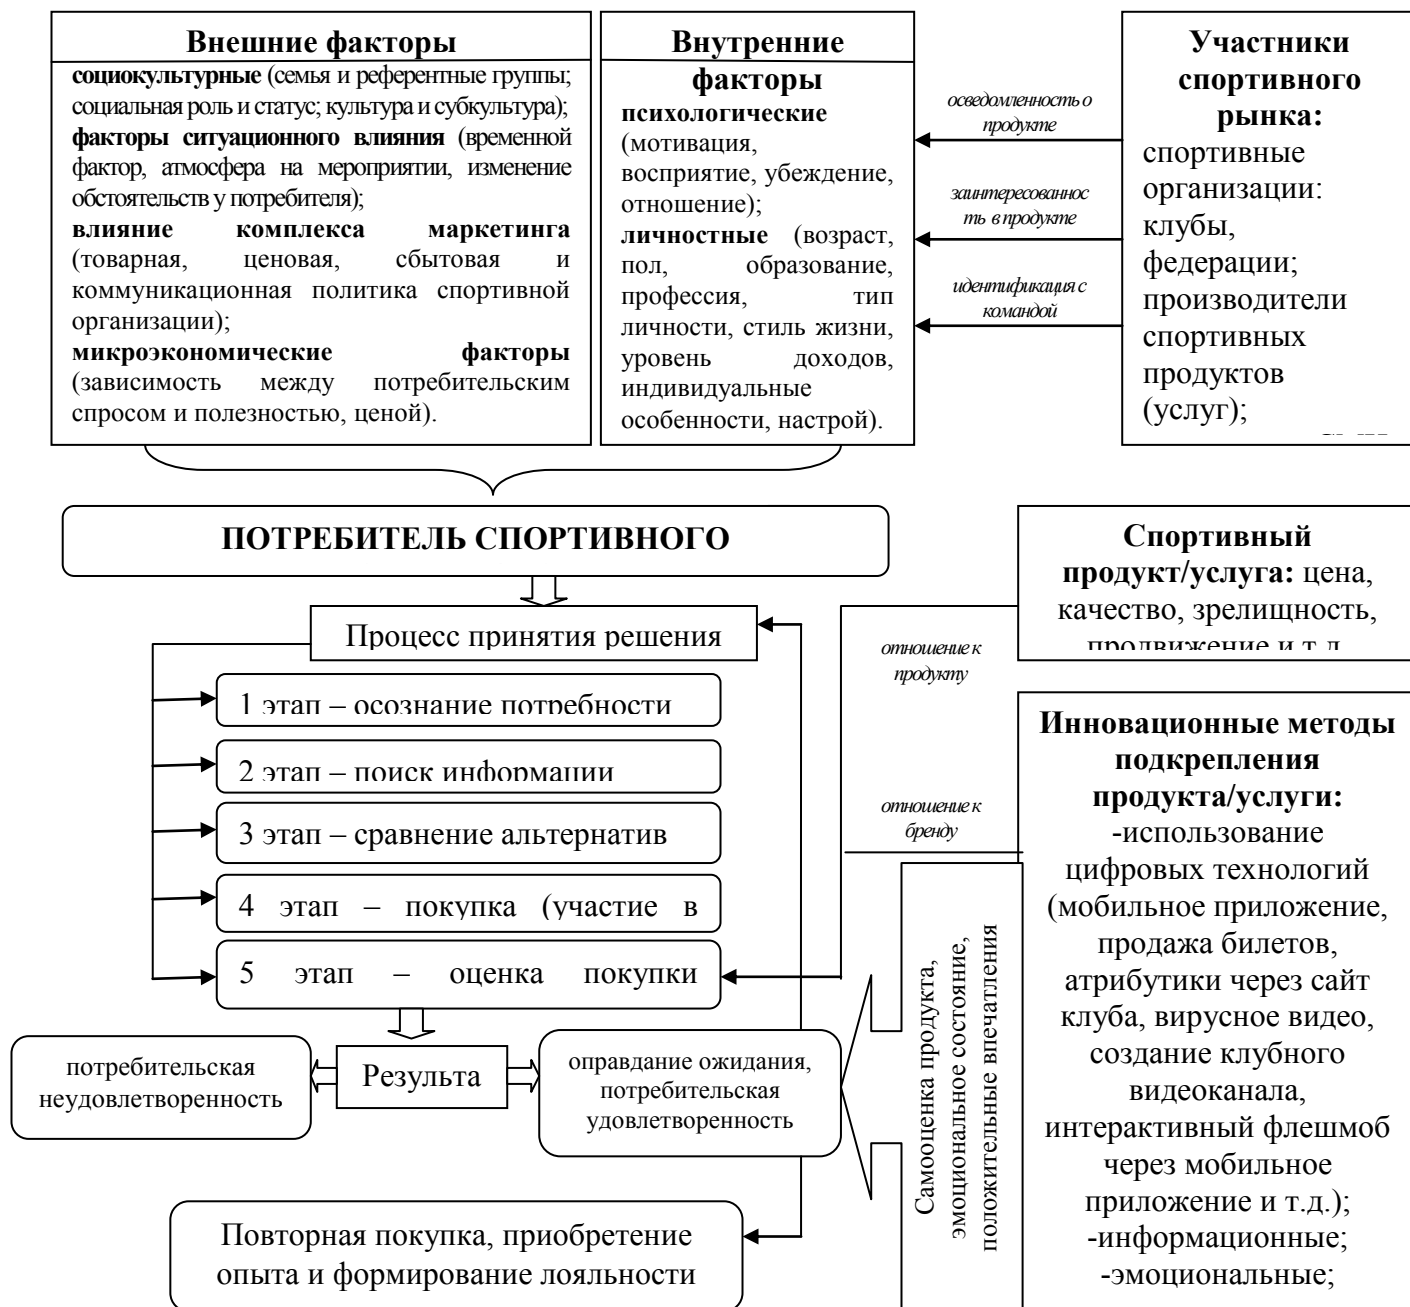 Внешние факторы
социокультурные (семья и референтные группы;
социальная роль и статус; культура и субкультура);
факторы ситуационного влияния (временной
фактор, атмосфера на мероприятии, изменение
обстоятельств у потребителя);
влияние комплекса маркетинга
(товарная, ценовая, сбытовая и
коммуникационная политика спортивной
организации);
микроэкономические факторы
(зависимость между потребительским
спросом и полезностью, ценой).
Внутренние
факторы
психологические
(мотивация,
восприятие, убеждение,
отношение);
личностные (возраст,
пол, образование,
профессия, тип
личности, стиль жизни,
уровень доходов,
индивидуальные
особенности, настрой).
осведомленность о
продукте
заинтересованнос
ть в продукте
идентификация с
командой
Участники
спортивного
рынка:
спортивные
организации:
клубы,
федерации;
производители
спортивных
продуктов
(услуг);
ПОТРЕБИТЕЛЬ СПОРТИВНОГО
Процесс принятия решения
1 этап – осознание потребности
2 этап – поиск информации
3 этап – сравнение альтернатив
4 этап – покупка (участие в
5 этап – оценка покупки
Результа
потребительская
неудовлетворенность
оправдание ожидания,
потребительская
удовлетворенность
Повторная покупка, приобретение
опыта и формирование лояльности
отношение к
продукту
отношение к
бренду
Самооценка продукта,
эмоциональное состояние,
положительные впечатления
Спортивный
продукт/услуга: цена,
качество, зрелищность,
продвижение и т.д.
Инновационные методы
подкрепления
продукта/услуги:
-использование
цифровых технологий
(мобильное приложение,
продажа билетов,
атрибутики через сайт
клуба, вирусное видео,
создание клубного
видеоканала,
интерактивный флешмоб
через мобильное
приложение и т.д.);
-информационные;
-эмоциональные;